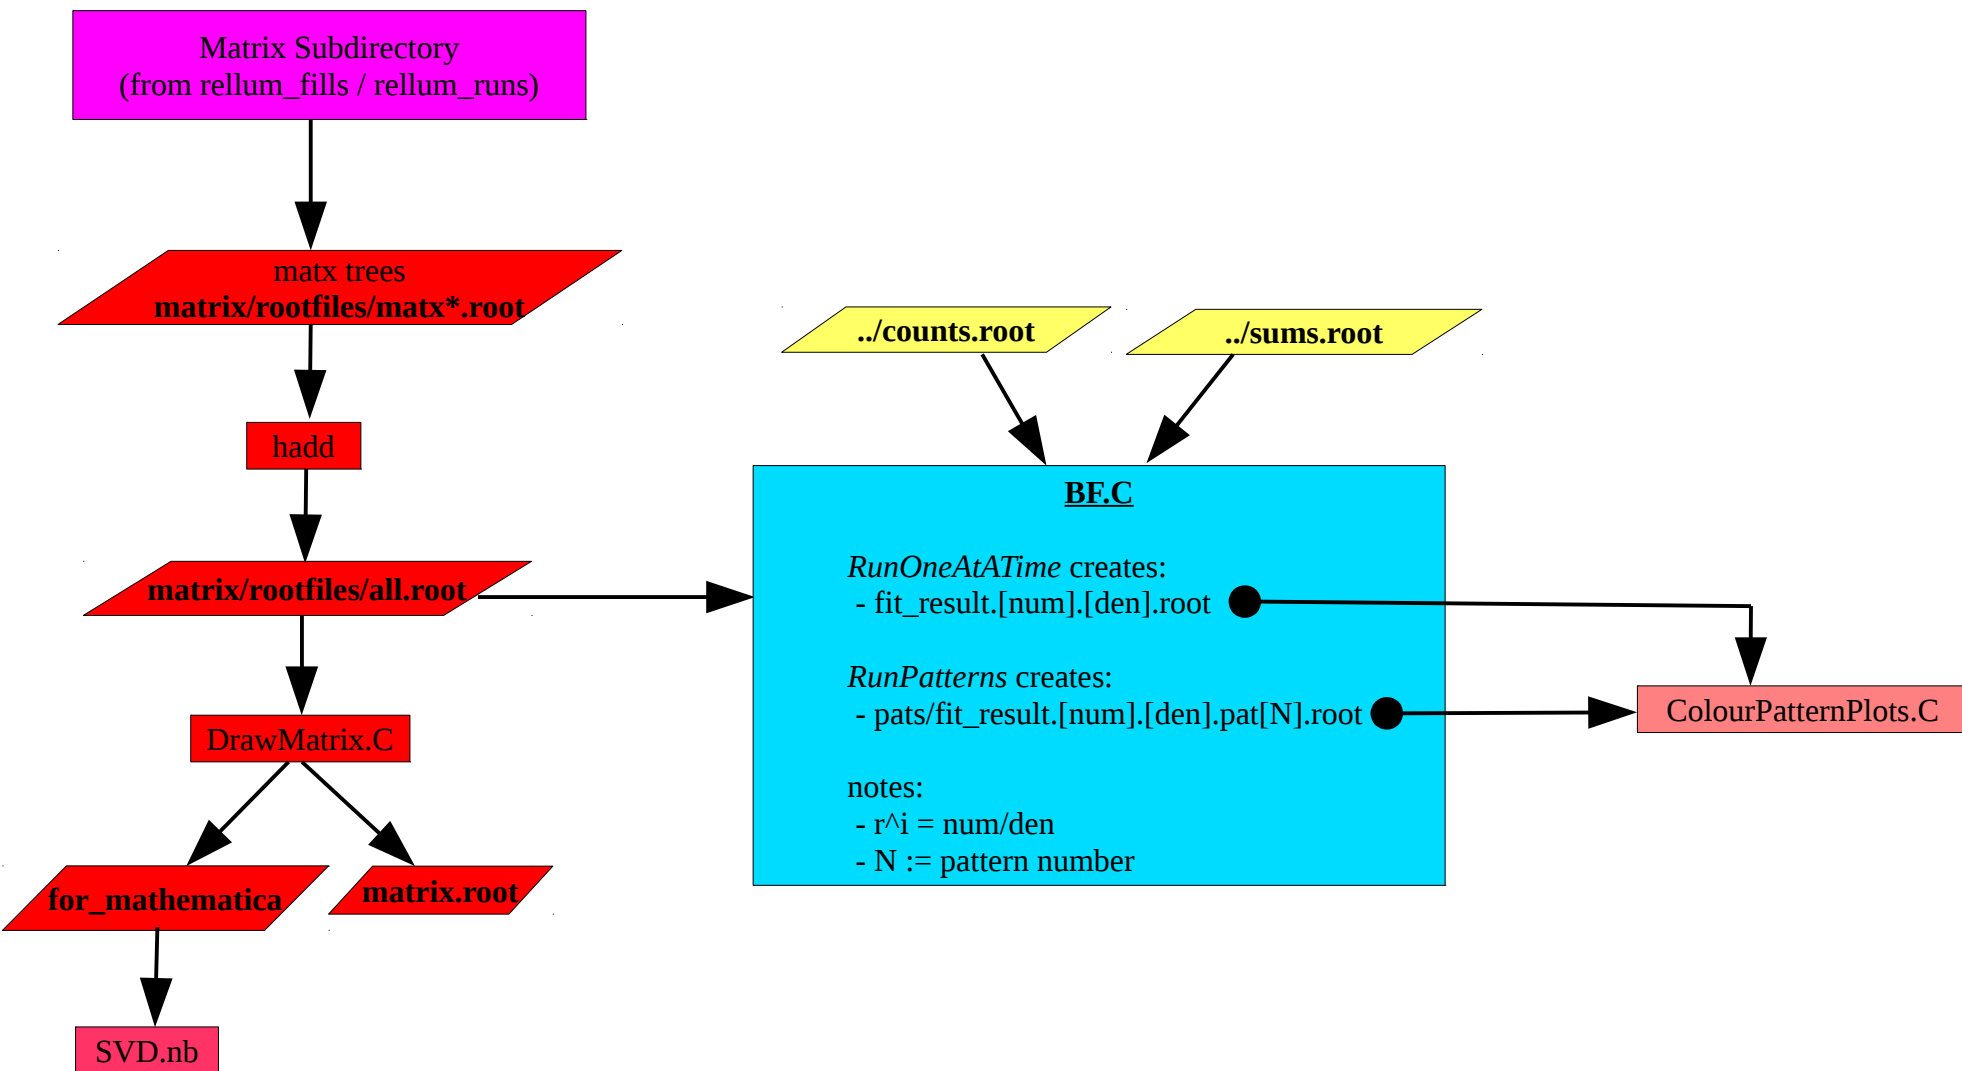 Matrix Subdirectory
(from rellum_fills / rellum_runs)
matx trees
matrix/rootfiles/matx*.root
hadd
matrix/rootfiles/all.root
DrawMatrix.C
for_mathematica
matrix.root
SVD.nb
../counts.root
../sums.root
BF.C
RunOneAtATime creates:
- fit_result.[num].[den].root
RunPatterns creates:
- pats/fit_result.[num].[den].pat[N].root
notes:
- r^i = num/den
- N := pattern number
ColourPatternPlots.C